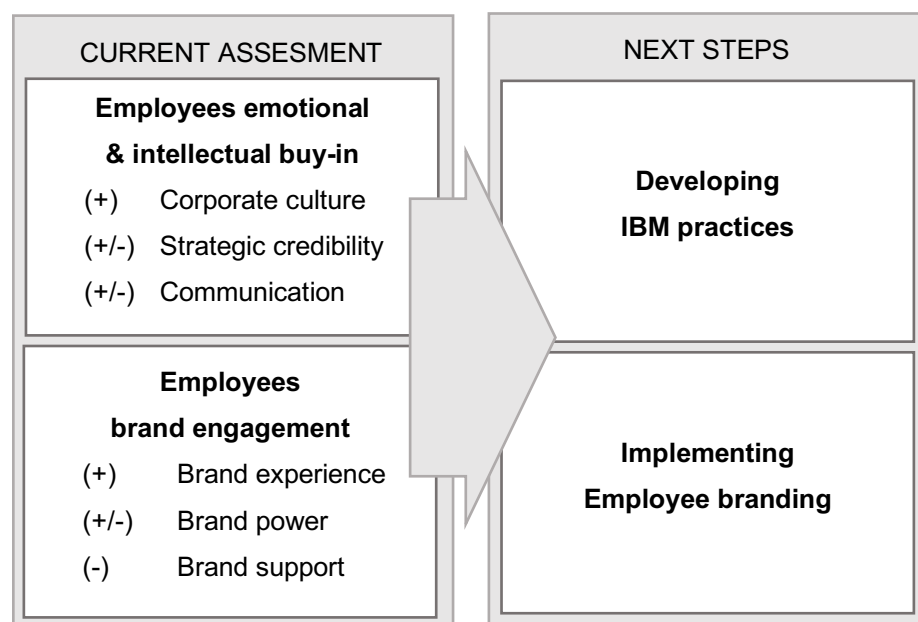 CURRENT ASSESMENT
Employees emotional
& intellectual buy-in
(+) Corporate culture
(+/-) Strategic credibility
(+/-) Communication
Employees
brand engagement
(+) Brand experience
(+/-) Brand power
(-) Brand support
NEXT STEPS
Developing
IBM practices
Implementing
Employee branding